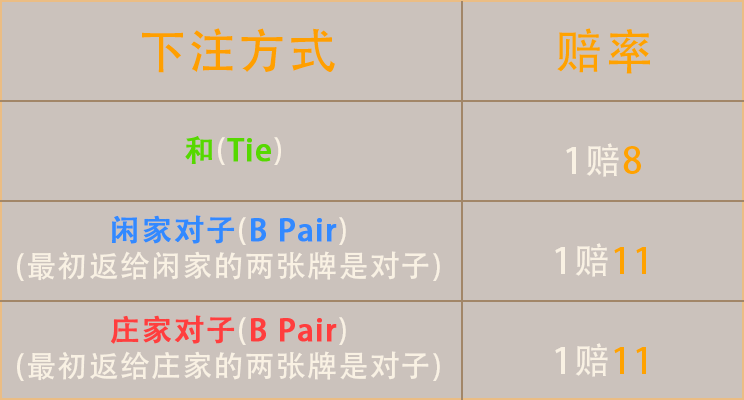 下注方式 赔率
和(Tie) 1赔8
闲家对子(B Pair)
(最初返给闲家的两张牌是对子) 1赔11
庄家对子(B Pair)
(最初返给庄家的两张牌是对子) 1赔11